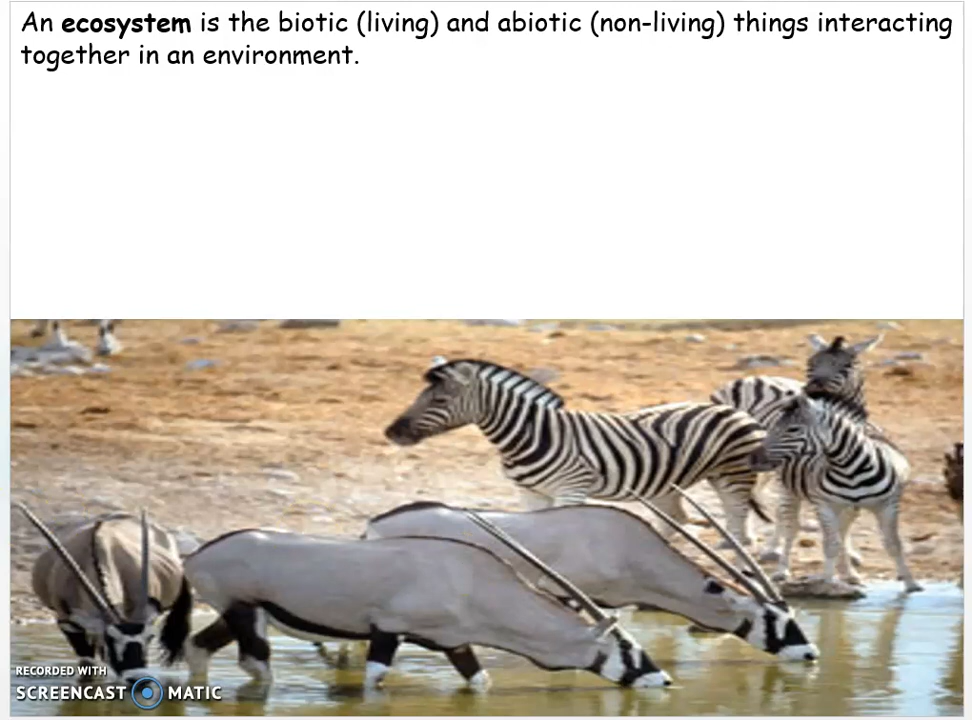 An ecosystem is the biotic (living) and abiotic (non-living) things interacting
together in an environment.
RECORDED WITH
SCREENCAST MATIC